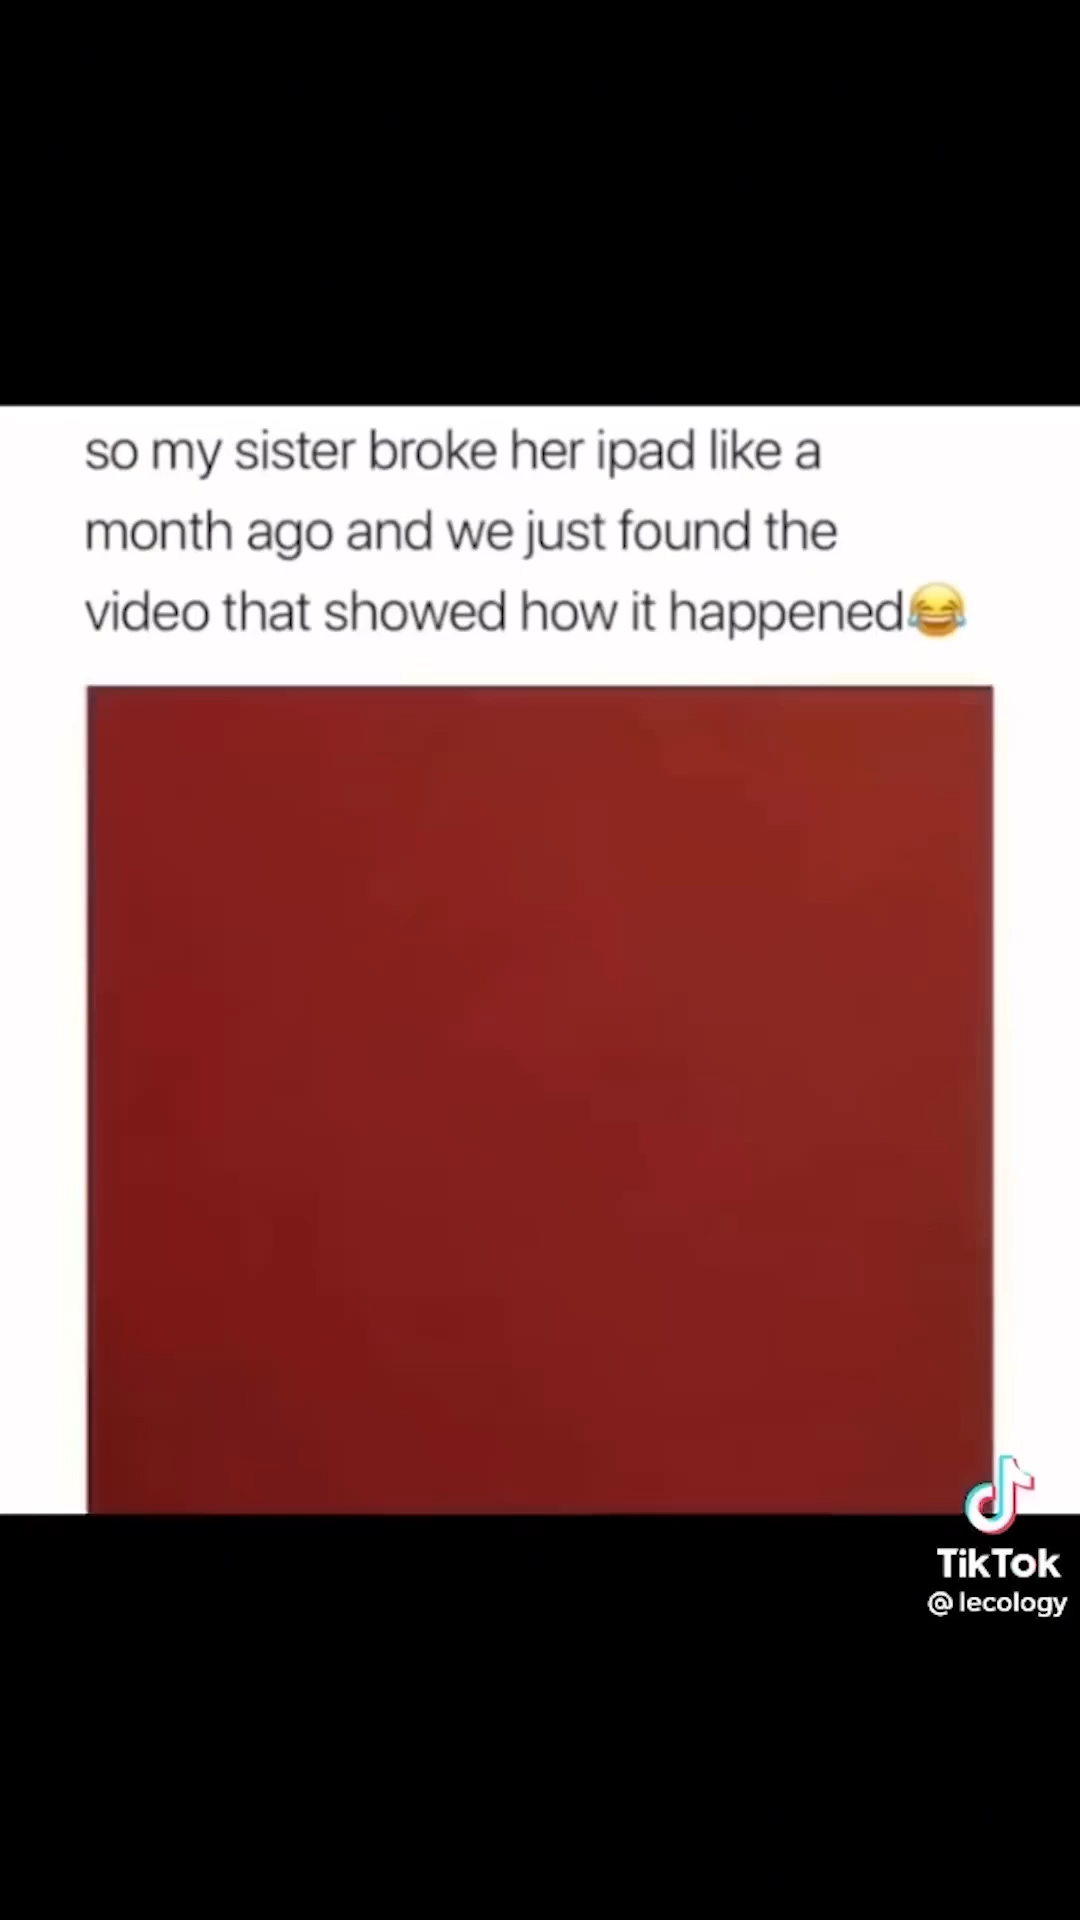 so my sister broke her ipad like a
month ago and we just found the
video that showed how it happened😂
TikTok
@lecology